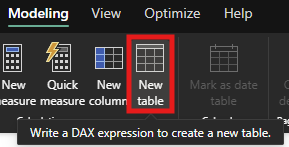 Modeling View Optimize Help
New measure
Quick measure
New column
New table
Mark as date table
Write a DAX expression to create a new table.